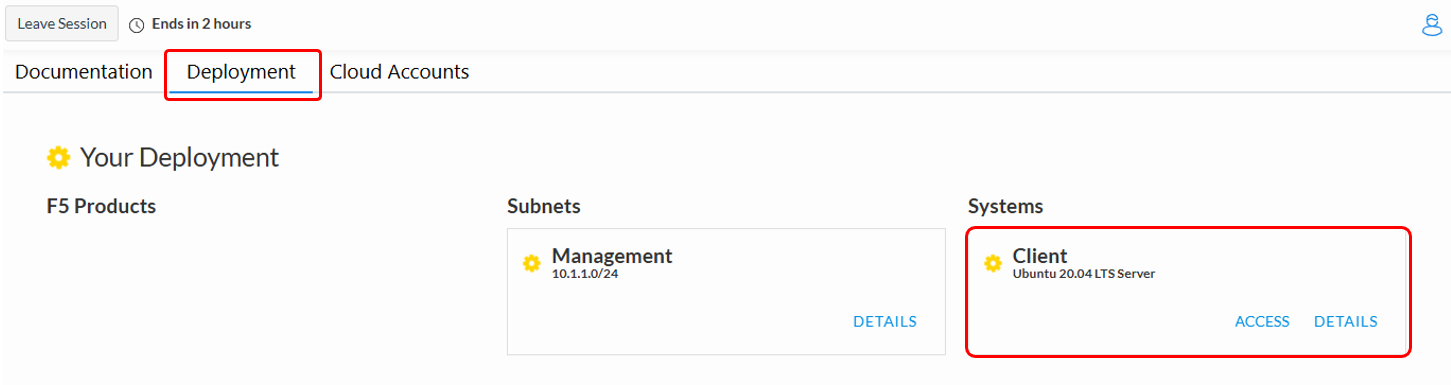 Leave Session Ends in 2 hours
Documentation Deployment Cloud Accounts
Your Deployment
F5 Products Subnets Systems
Management
10.1.1.0/24
DETAILS
Client
Ubuntu 20.04 LTS Server
ACCESS DETAILS